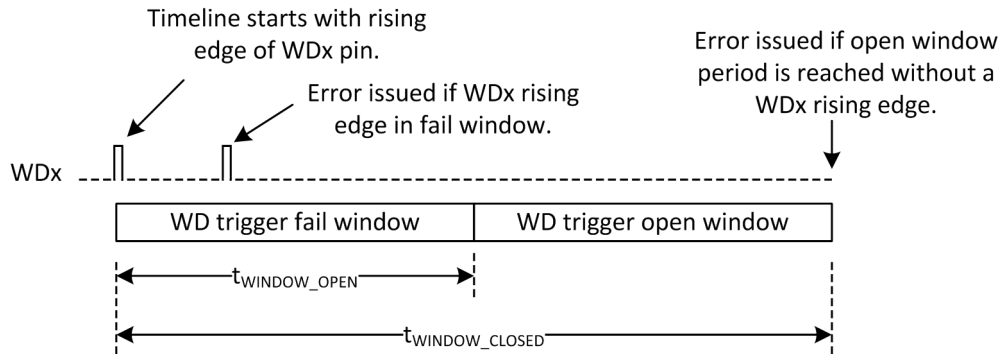 Timeline starts with rising
edge of WDx pin.
Error issued if WDx rising
edge in fail window.
Error issued if open window
period is reached without a
WDx rising edge.
WDx
WD trigger fail window
WD trigger open window
tWINDOW_OPEN
tWINDOW_CLOSED